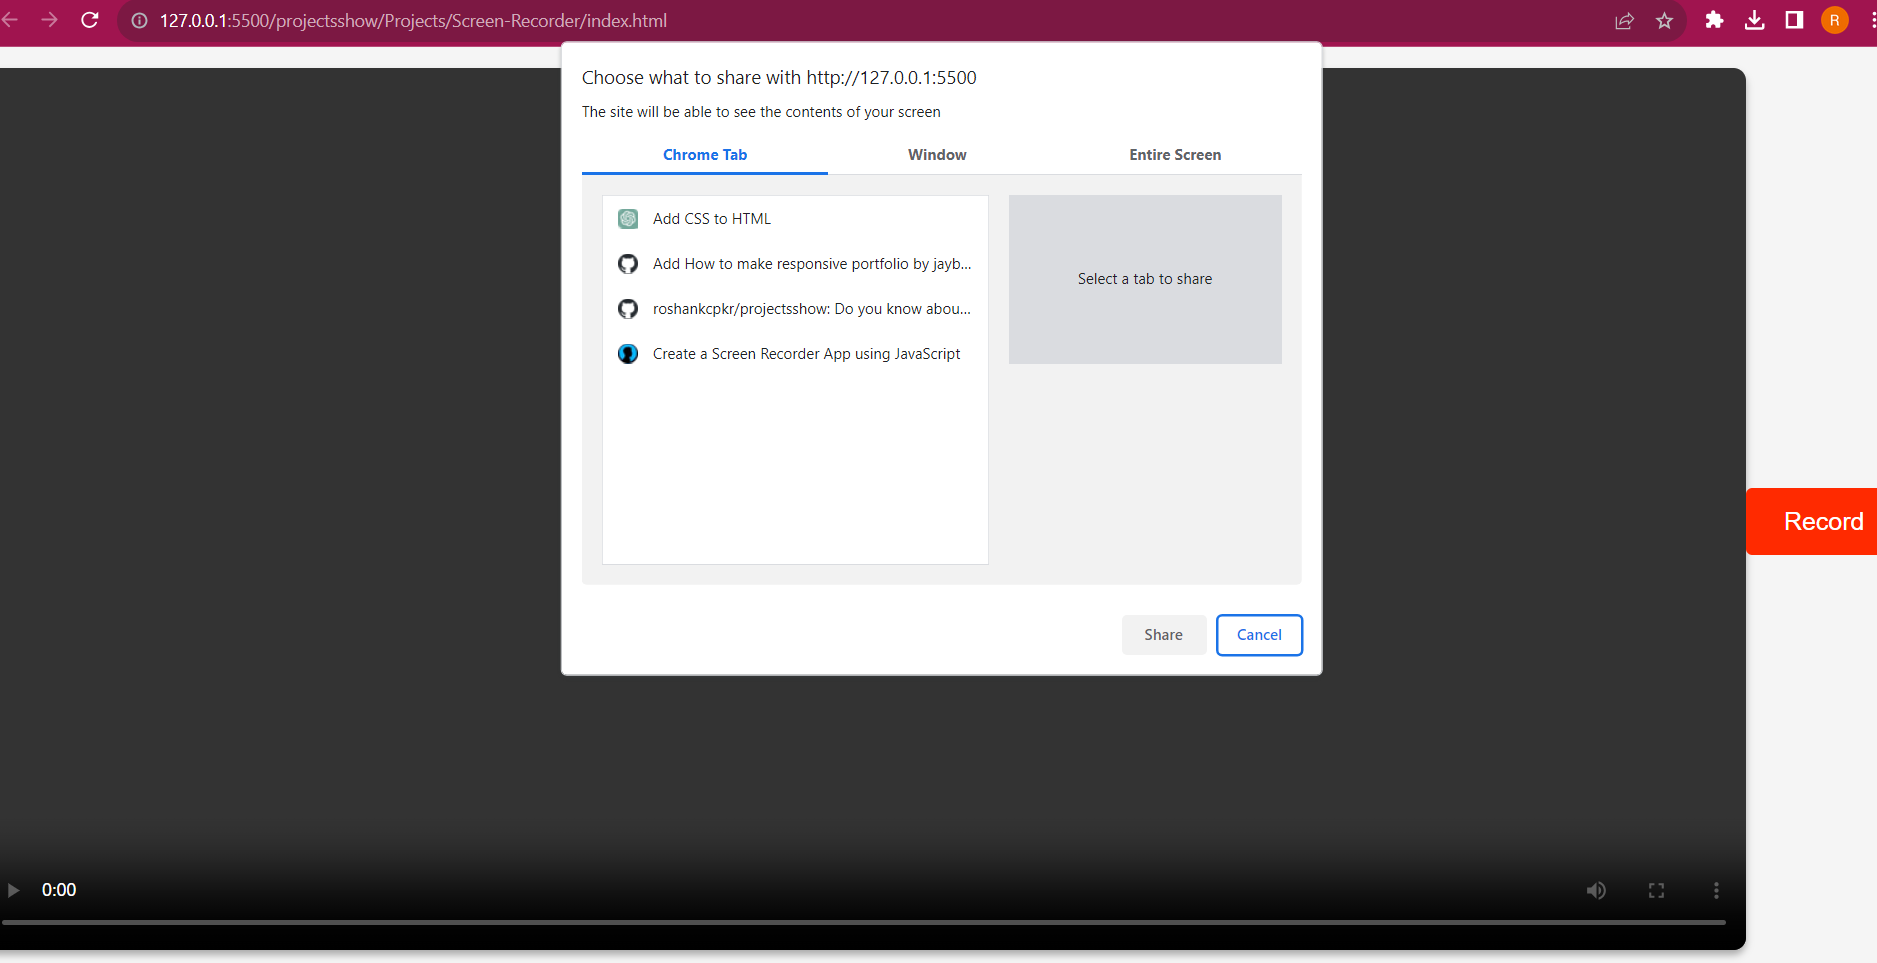 127.0.0.1:5500/projectsshow/Projects/Screen-Recorder/index.html
R
Choose what to share with http://127.0.0.1:5500
The site will be able to see the contents of your screen
Chrome Tab
Window
Entire Screen
Add CSS to HTML
Add How to make responsive portfolio by jayb...
roshankcpkr/projectsshow: Do you know abou...
Create a Screen Recorder App using JavaScript
Select a tab to share
Record
Share
Cancel
0:00